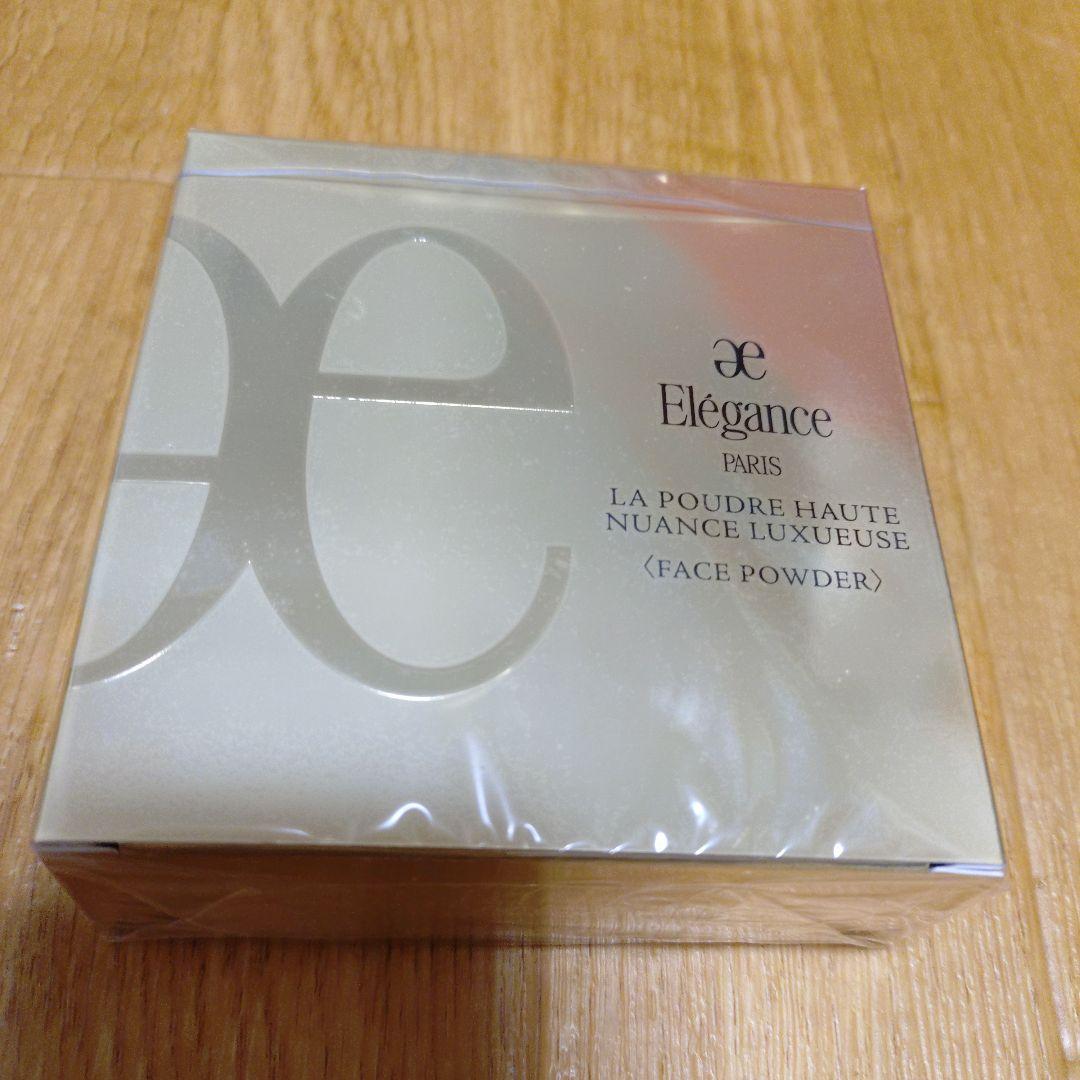 æ
Elégance
PARIS
LA POUDRE HAUTE
NUANCE LUXUEUSE
〈FACE POWDER〉